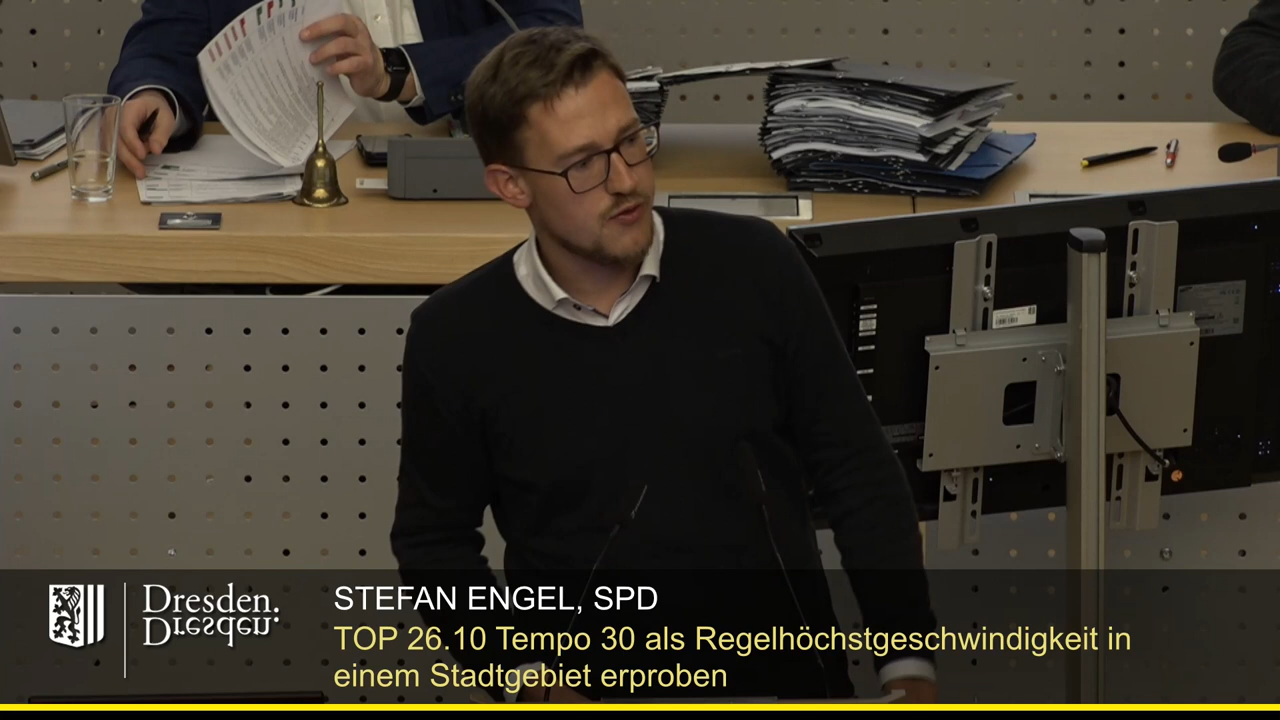 Dresden.
Dresden.
STEFAN ENGEL, SPD
TOP 26.10 Tempo 30 als Regelhöchstgeschwindigkeit in
einem Stadtgebiet erproben